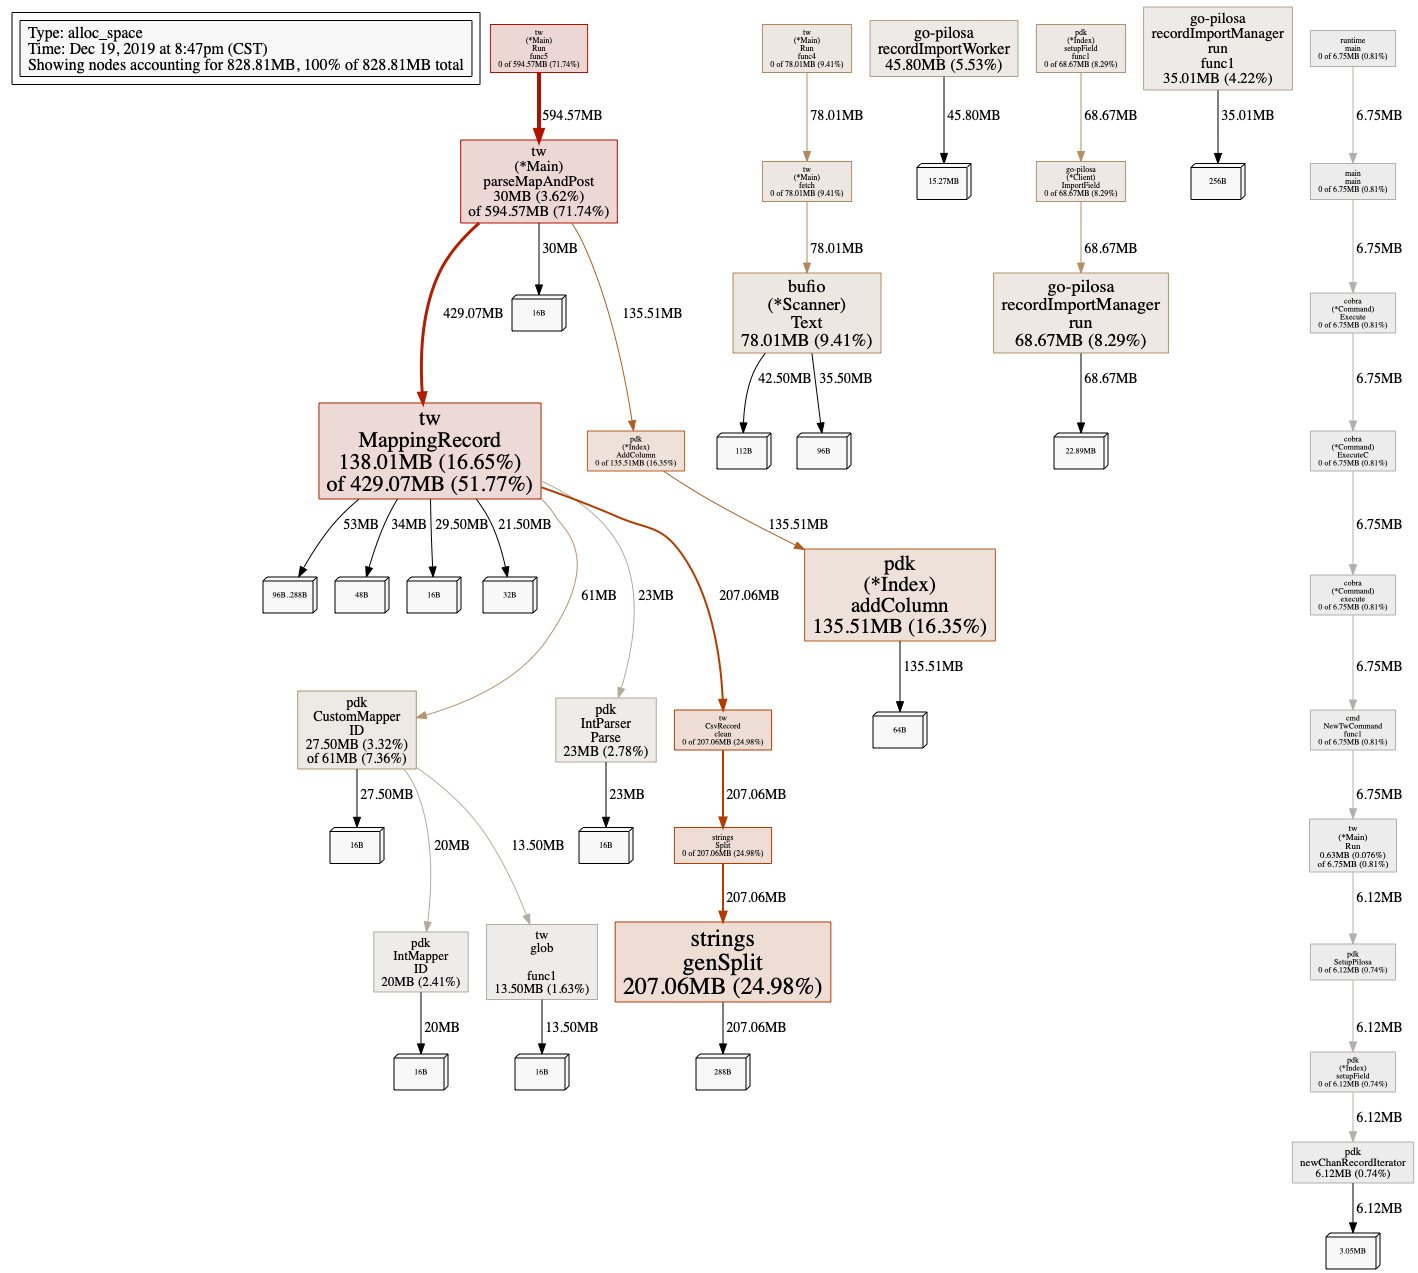 Type: alloc_space
Time: Dec 19, 2019 at 8:47pm (CST)
Showing nodes accounting for 828.81MB, 100% of 828.81MB total
tw
(*Main)
Run
func5
0 of 594.57MB (71.74%)
tw
(*Main)
Run
func4
0 of 78.01MB (9.41%)
go-pilosa
recordImportWorker
45.80MB (5.53%)
pdk
(*Index)
setupField
func1
0 of 68.67MB (8.29%)
go-pilosa
recordImportManager
run
func1
35.01MB (4.22%)
runtime
main
0 of 6.75MB (0.81%)
594.57MB
78.01MB
45.80MB
68.67MB
35.01MB
6.75MB
tw
(*Main)
parseMapAndPost
30MB (3.62%)
of 594.57MB (71.74%)
tw
(*Main)
fetch
0 of 78.01MB (9.41%)
15.27MB
go-pilosa
(*Client)
ImportField
0 of 68.67MB (8.29%)
256B
main
main
0 of 6.75MB (0.81%)
429.07MB
30MB
135.51MB
78.01MB
68.67MB
6.75MB
16B
bufio
(*Scanner)
Text
78.01MB (9.41%)
go-pilosa
recordImportManager
run
68.67MB (8.29%)
cobra
(*Command)
Execute
0 of 6.75MB (0.81%)
42.50MB
35.50MB
68.67MB
6.75MB
tw
MappingRecord
138.01MB (16.65%)
of 429.07MB (51.77%)
pdk
(*Index)
AddColumn
0 of 135.51MB (16.35%)
112B
96B
22.89MB
cobra
(*Command)
ExecuteC
0 of 6.75MB (0.81%)
53MB
34MB
29.50MB
21.50MB
135.51MB
6.75MB
96B..288B
48B
16B
32B
61MB
23MB
207.06MB
pdk
(*Index)
addColumn
135.51MB (16.35%)
cobra
(*Command)
execute
0 of 6.75MB (0.81%)
135.51MB
6.75MB
pdk
CustomMapper
ID
27.50MB (3.32%)
of 61MB (7.36%)
pdk
IntParser
Parse
23MB (2.78%)
tw
CsvRecord
clean
0 of 207.06MB (24.98%)
64B
cmd
NewTwCommand
func1
0 of 6.75MB (0.81%)
27.50MB
20MB
13.50MB
23MB
207.06MB
6.75MB
16B
16B
strings
Split
0 of 207.06MB (24.98%)
tw
(*Main)
Run
0.63MB (0.076%)
of 6.75MB (0.81%)
207.06MB
6.12MB
pdk
IntMapper
ID
20MB (2.41%)
tw
glob

func1
13.50MB (1.63%)
strings
genSplit
207.06MB (24.98%)
pdk
SetupPilosa
0 of 6.12MB (0.74%)
20MB
13.50MB
207.06MB
6.12MB
16B
16B
288B
pdk
(*Index)
setupField
0 of 6.12MB (0.74%)
6.12MB
pdk
newChanRecordIterator
6.12MB (0.74%)
6.12MB
3.05MB